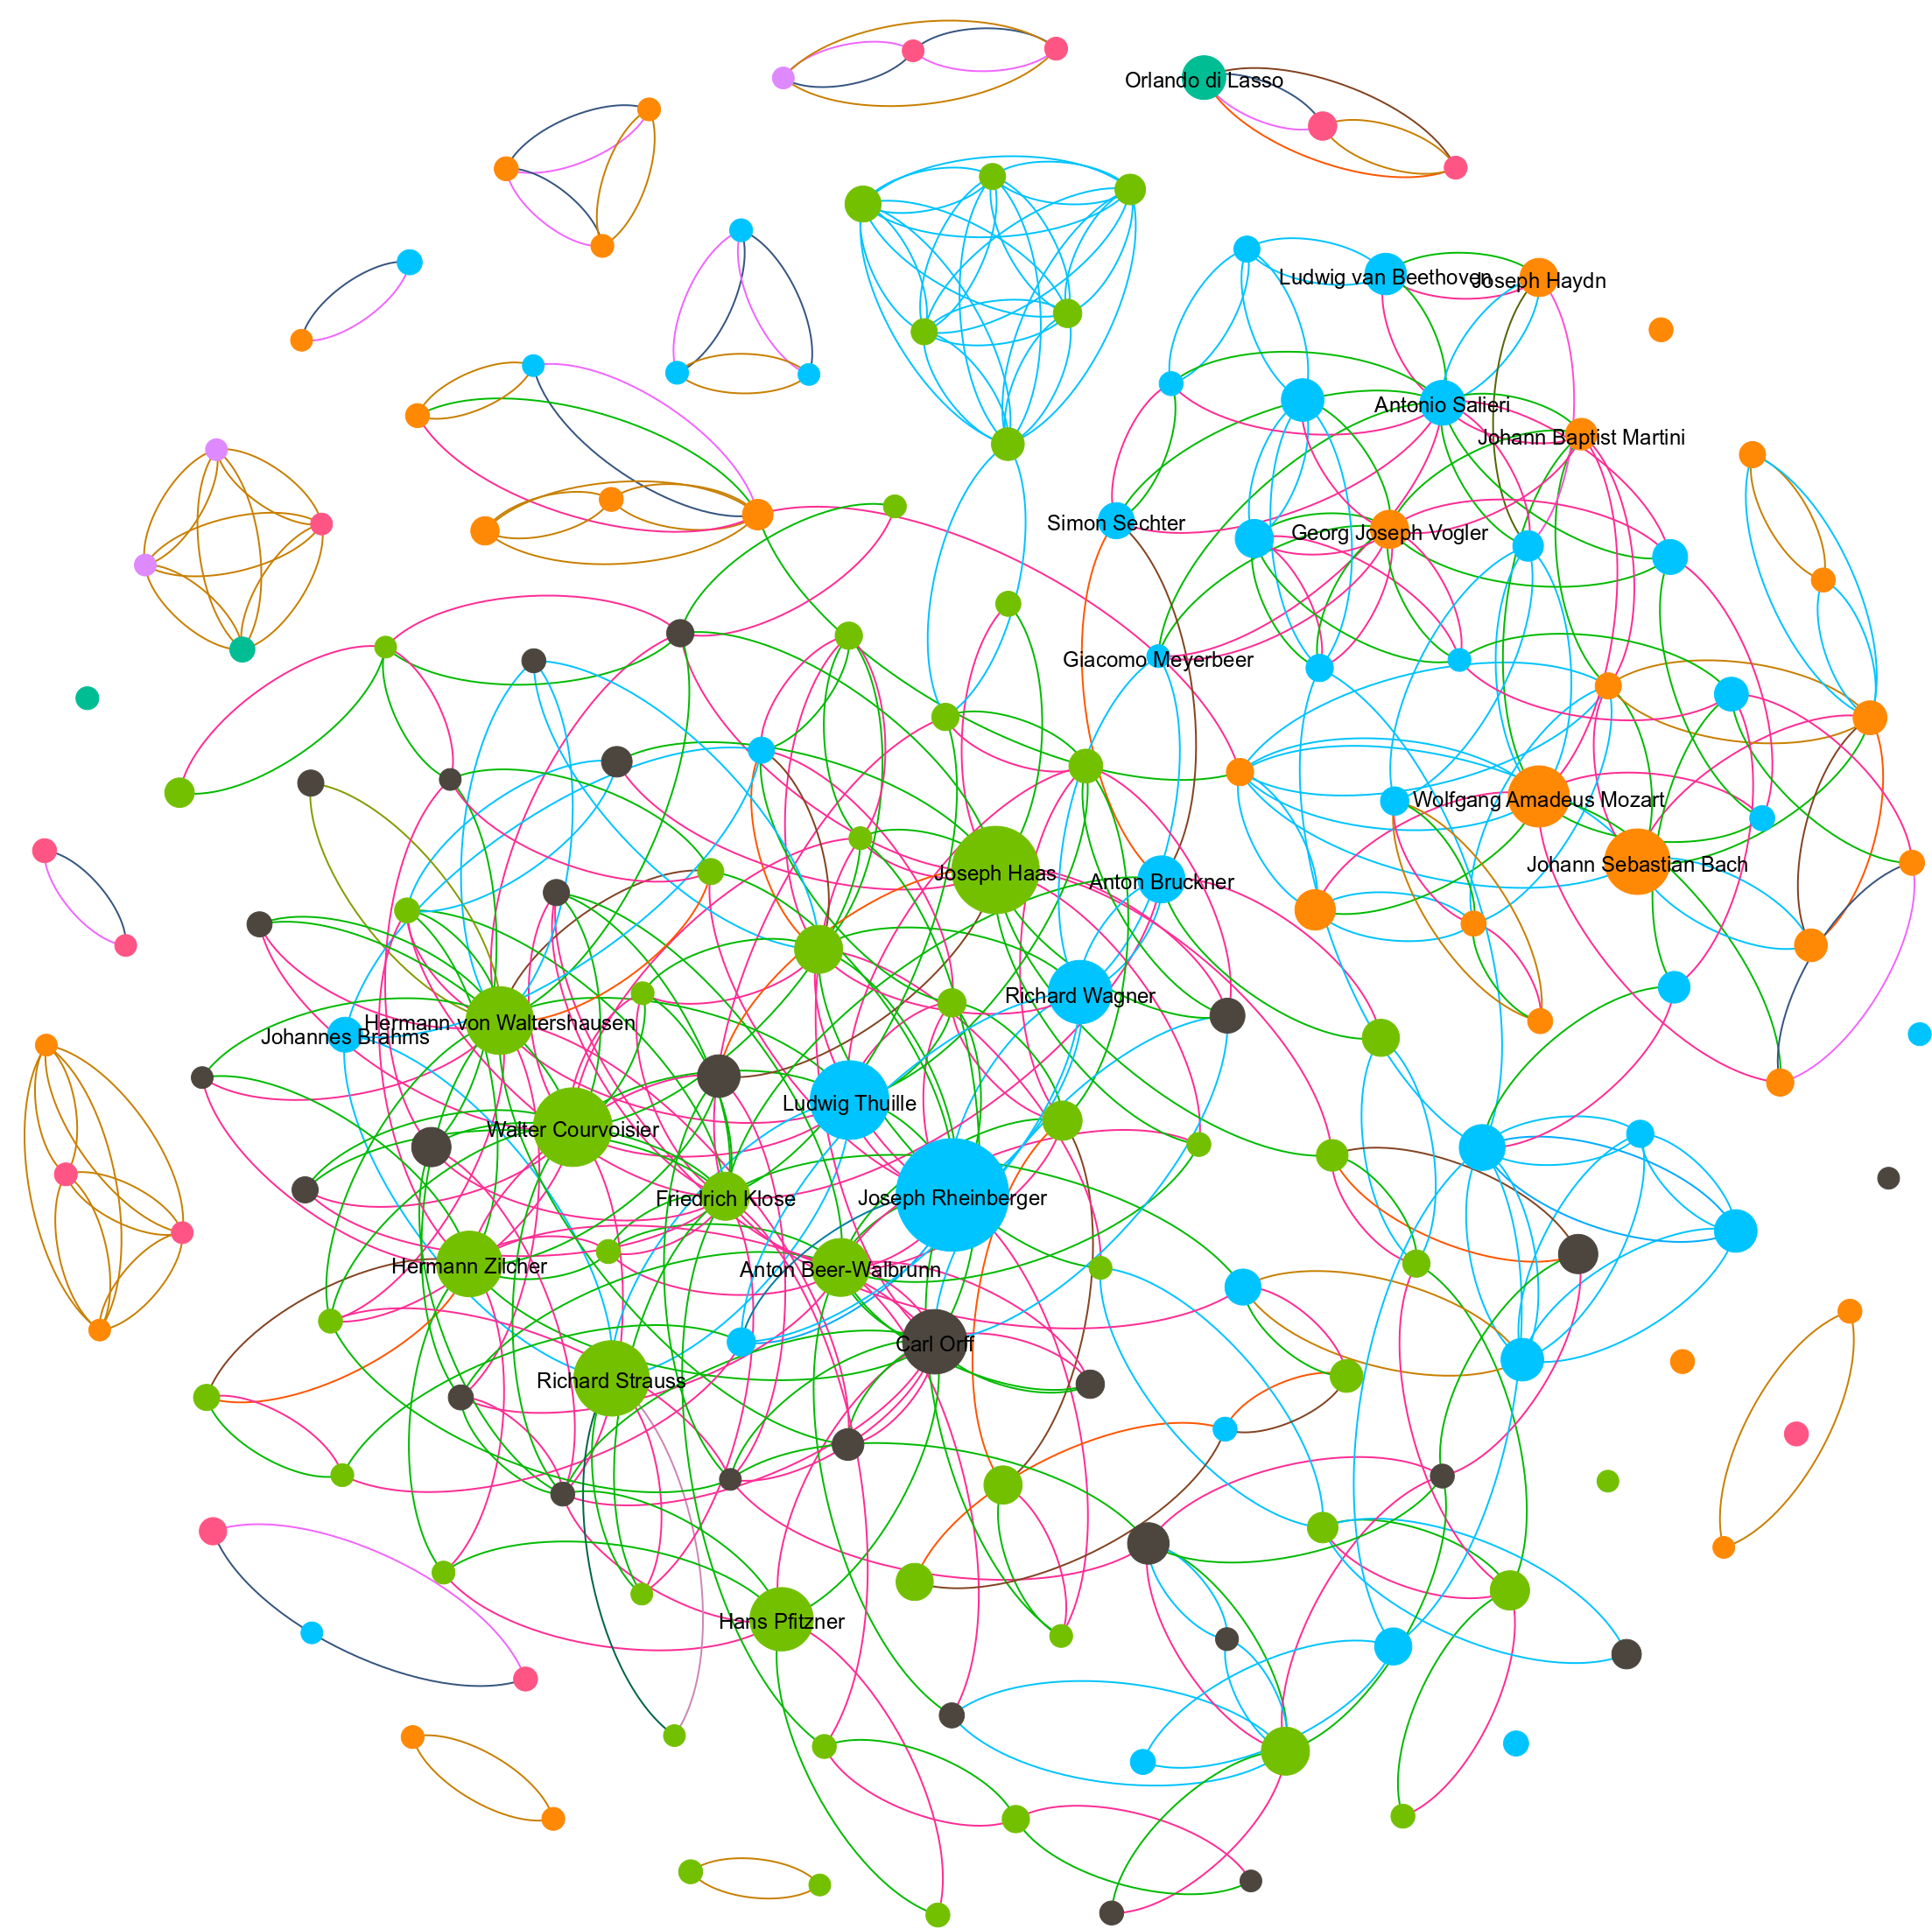 Orlando di Lasso
Ludwig van Beethoven
Joseph Haydn
Antonio Salieri
Johann Baptist Martini
Simon Sechter
Georg Joseph Vogler
Giacomo Meyerbeer
Wolfgang Amadeus Mozart
Johann Sebastian Bach
Joseph Haas
Anton Bruckner
Richard Wagner
Hermann von Waltershausen
Johannes Brahms
Ludwig Thuille
Walter Courvoisier
Friedrich Klose
Joseph Rheinberger
Hermann Zilcher
Anton Beer-Walbrunn
Carl Orff
Richard Strauss
Hans Pfitzner